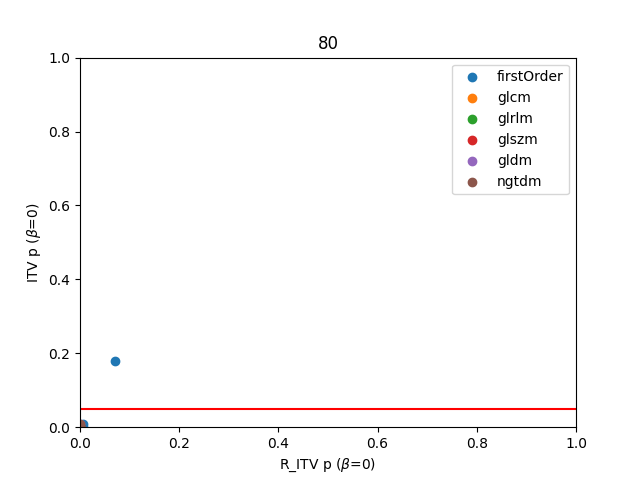 80
1.0
0.8
0.6
0.4
0.2
0.0
ITV p (β=0)
firstOrder
glcm
glrlm
glszm
gldm
ngtdm
0.0 0.2 0.4 0.6 0.8 1.0
R_ITV p (β=0)